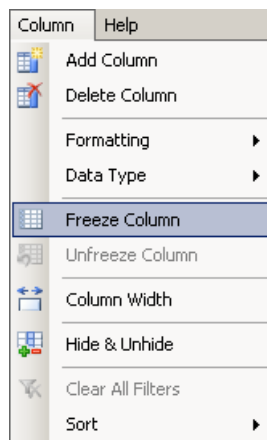 Column Help
Add Column
Delete Column
Formatting
Data Type
Freeze Column
Unfreeze Column
Column Width
Hide & Unhide
Clear All Filters
Sort